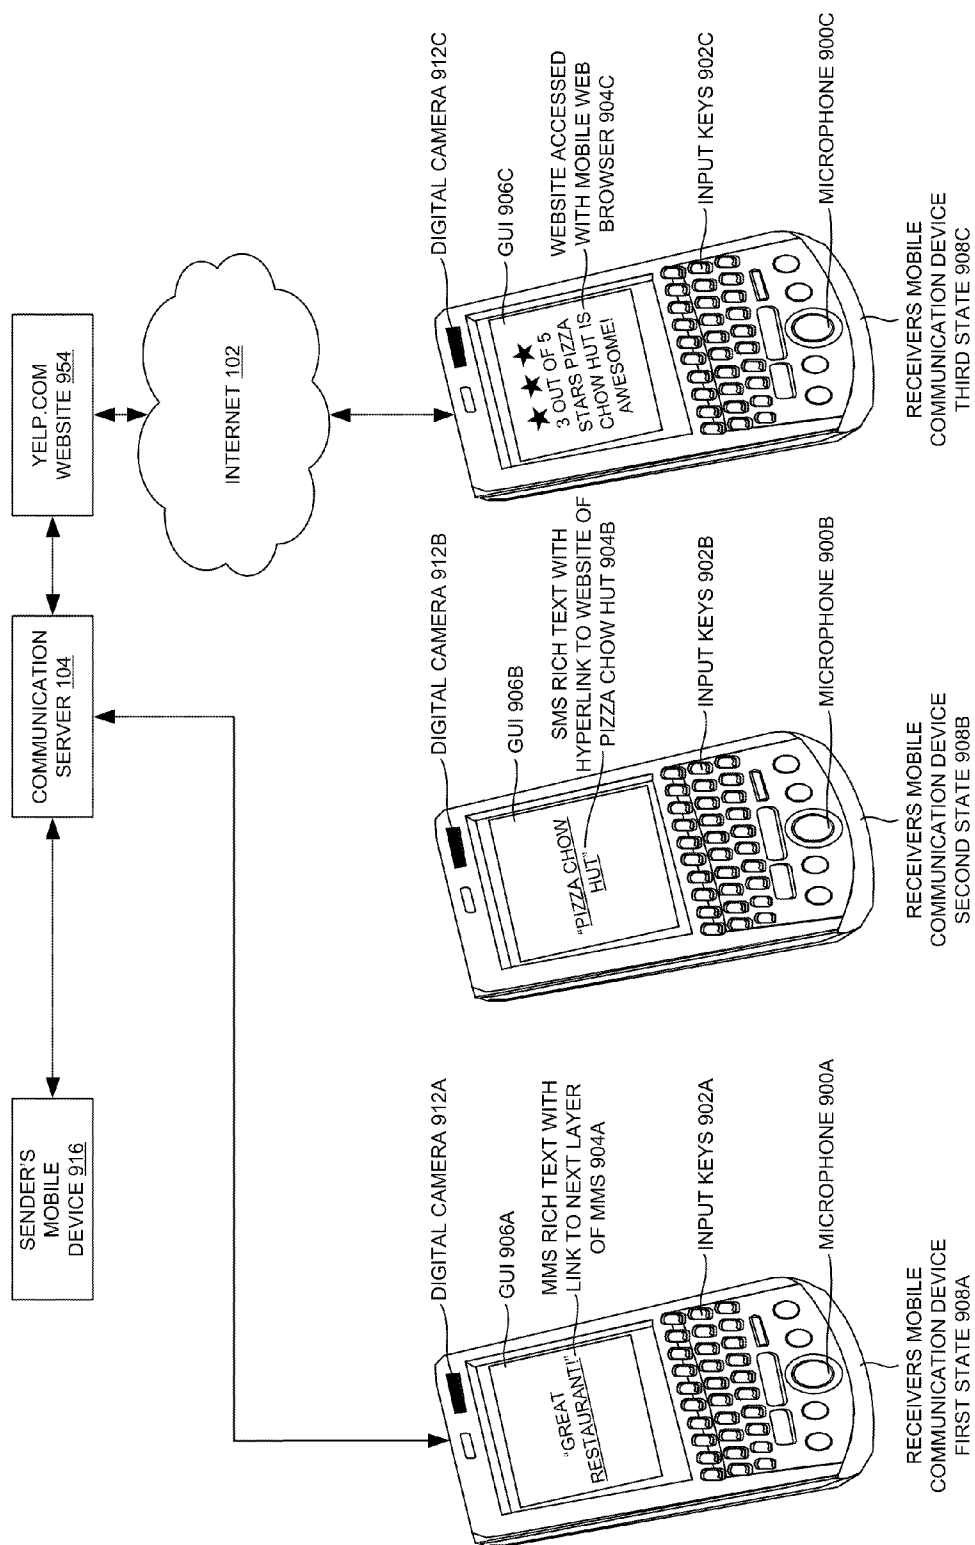 SENDER'S
MOBILE
DEVICE 916
COMMUNICATION
SERVER 104
YELP.COM
WEBSITE 954
INTERNET 102
DIGITAL CAMERA 912A
GUI 906A
MMS RICH TEXT WITH
LINK TO NEXT LAYER
OF MMS 904A
"GREAT
RESTAURANT!"
INPUT KEYS 902A
MICROPHONE 900A
RECEIVERS MOBILE
COMMUNICATION DEVICE
FIRST STATE 908A
DIGITAL CAMERA 912B
GUI 906B
SMS RICH TEXT WITH
HYPERLINK TO WEBSITE OF
PIZZA CHOW HUT 904B
"PIZZA CHOW
HUT"
INPUT KEYS 902B
MICROPHONE 900B
RECEIVERS MOBILE
COMMUNICATION DEVICE
SECOND STATE 908B
DIGITAL CAMERA 912C
GUI 906C
WEBSITE ACCESSED
WITH MOBILE WEB
BROWSER 904C
3 OUT OF 5
STARS PIZZA
CHOW HUT IS
AWESOME!
INPUT KEYS 902C
MICROPHONE 900C
RECEIVERS MOBILE
COMMUNICATION DEVICE
THIRD STATE 908C